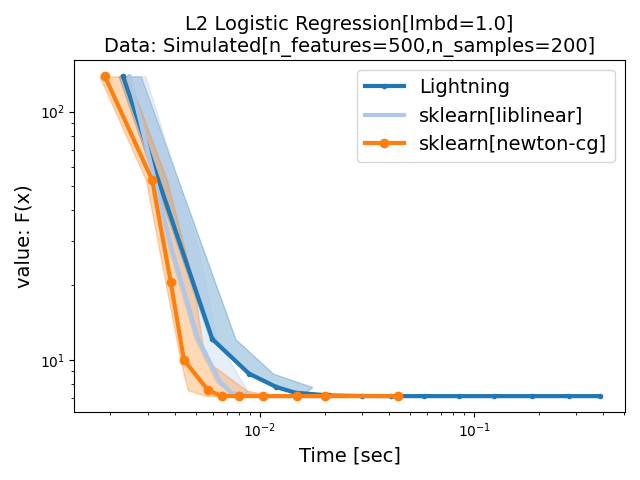 L2 Logistic Regression[lmbd=1.0]
Data: Simulated[n_features=500,n_samples=200]
Lightning
sklearn[liblinear]
sklearn[newton-cg]
value: F(x)
10²
10¹
10⁻²
10⁻¹
Time [sec]